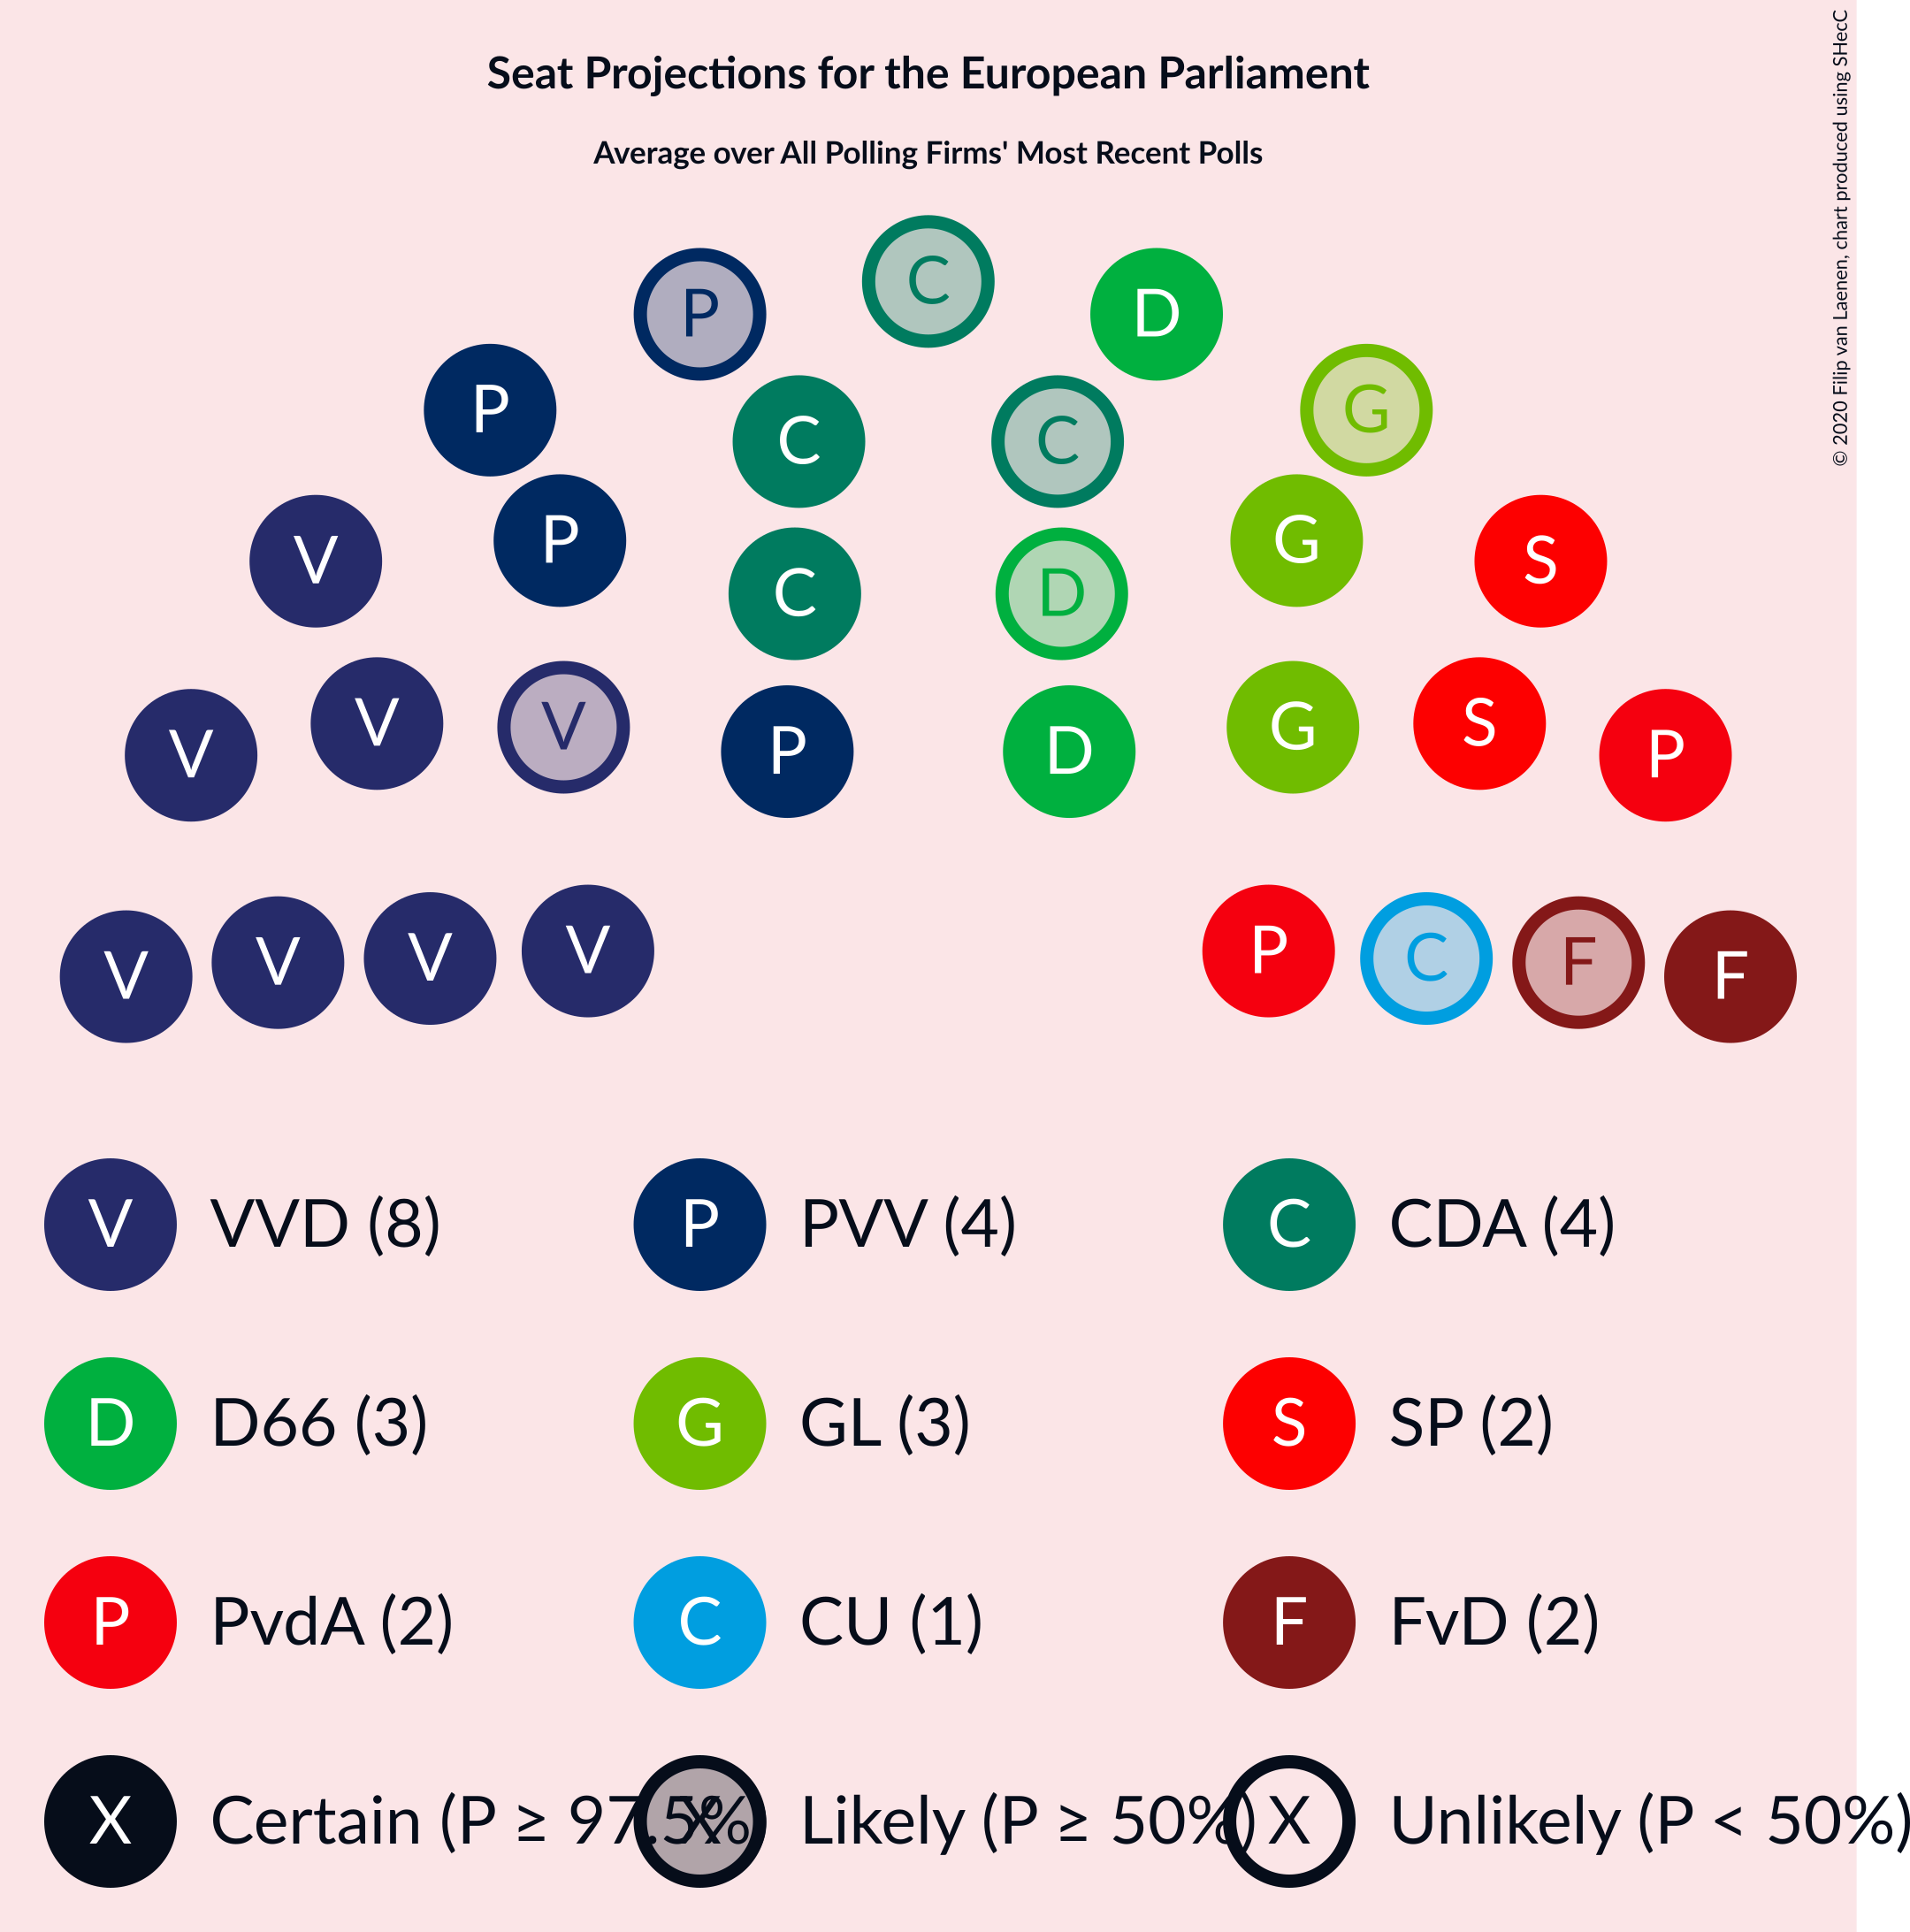 Seat Projections for the European Parliament
Average over All Polling Firms' Most Recent Polls
© 2020 Filip van Laenen, chart produced using SHecC
C
P D
P G
C C
P G
V S
C D
V V S
V G
P D P
V V
V V
P C F F
V VVD (8) P PVV (4) C CDA (4)
D D66 (3) G GL (3) S SP (2)
P PvdA (2) C CU (1) F FvD (2)
X Certain (P ≥ 97.5%) X Likely (P ≥ 50%) X Unlikely (P < 50%)